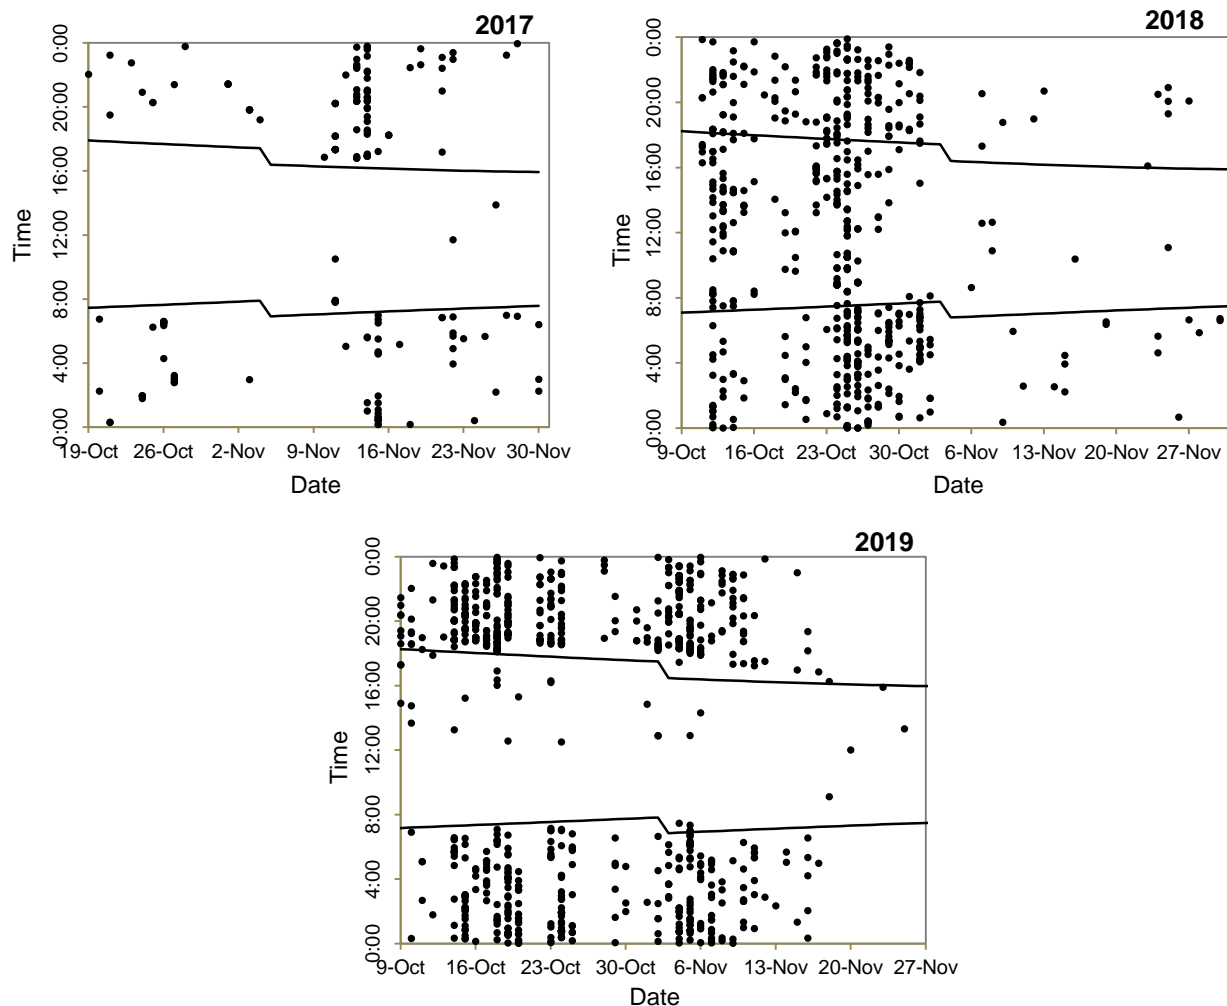 2017
0:00
20:00
16:00
12:00
8:00
4:00
0:00
Time
19-Oct 26-Oct 2-Nov 9-Nov 16-Nov 23-Nov 30-Nov
Date
2018
0:00
20:00
16:00
12:00
8:00
4:00
0:00
Time
9-Oct 16-Oct 23-Oct 30-Oct 6-Nov 13-Nov 20-Nov 27-Nov
Date
2019
0:00
20:00
16:00
12:00
8:00
4:00
0:00
Time
9-Oct 16-Oct 23-Oct 30-Oct 6-Nov 13-Nov 20-Nov 27-Nov
Date